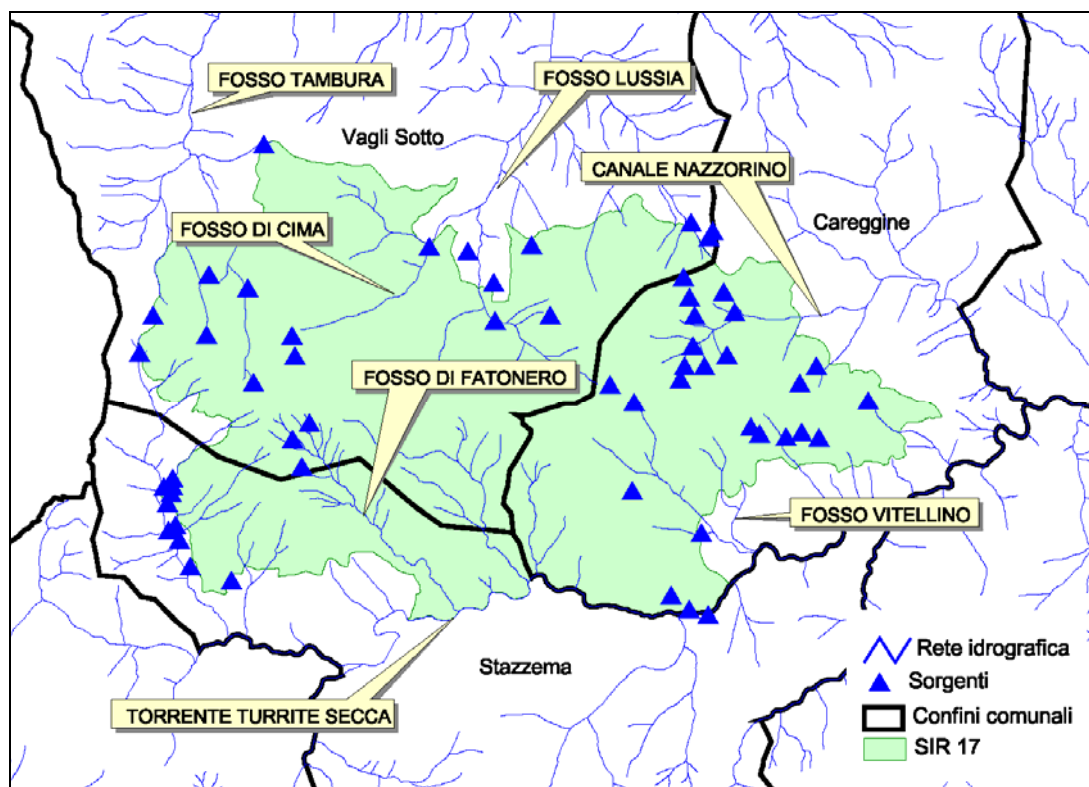 FOSSO TAMBURA
FOSSO LUSSIA
Vagli Sotto
CANALE NAZZORINO
Careggine
FOSSO DI CIMA
FOSSO DI FATONERO
FOSSO VITELLINO
Stazzema
TORRENTE TURRITE SECCA
Rete idrografica
Sorgenti
Confini comunali
SIR 17